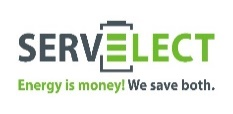 SERVELECT
Energy is money! We save both.